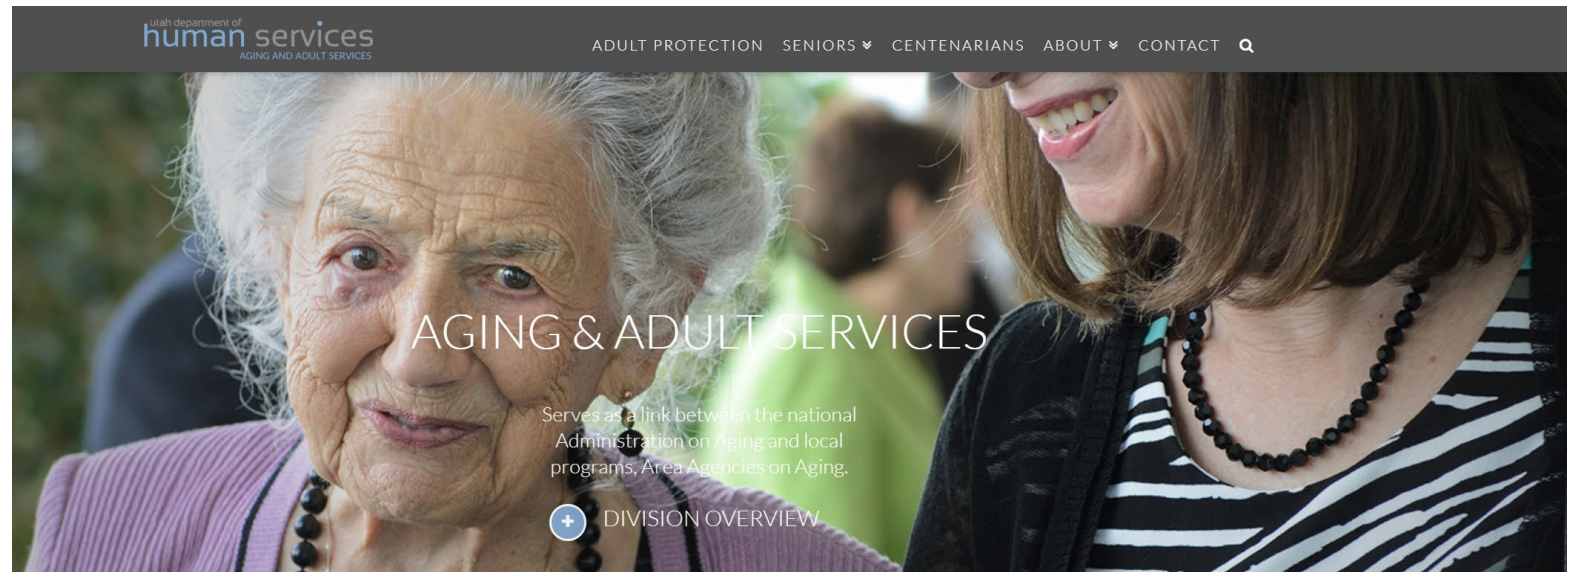 utah department of
human services
AGING AND ADULT SERVICES
ADULT PROTECTION SENIORS CENTENARIANS ABOUT CONTACT
AGING & ADULT SERVICES
Serves as a link between the national
Administration on Aging and local
programs, Area Agencies on Aging.
DIVISION OVERVIEW